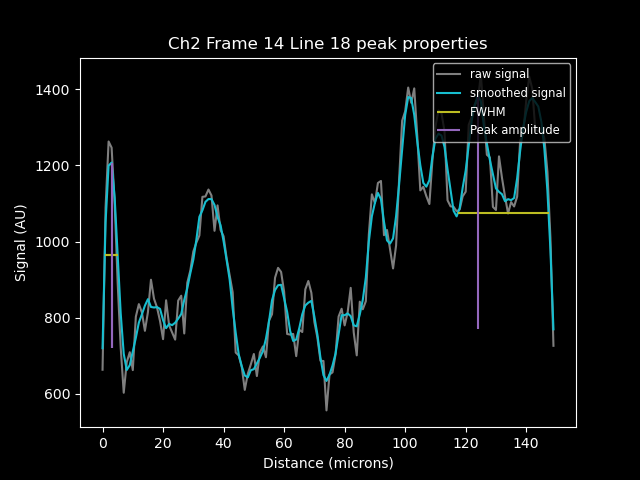 Ch2 Frame 14 Line 18 peak properties
raw signal
smoothed signal
FWHM
Peak amplitude
1400
1200
1000
800
600
Signal (AU)
0 20 40 60 80 100 120 140
Distance (microns)